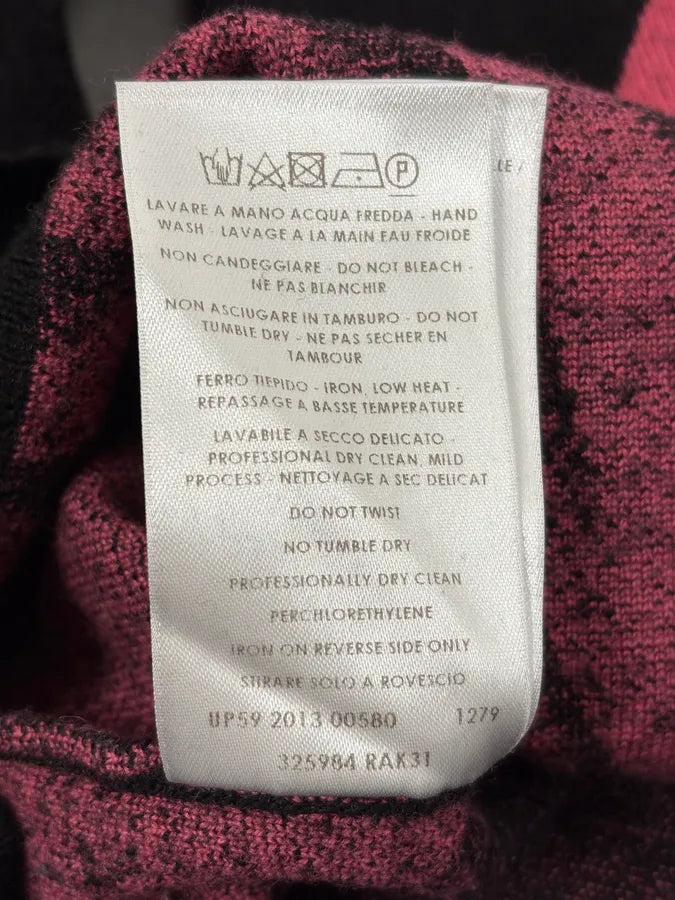 P
LE /
LAVARE A MANO ACQUA FREDDA - HAND
WASH - LAVAGE A LA MAIN EAU FROIDE
NON CANDEGGIARE - DO NOT BLEACH -
NE PAS BLANCHIR
NON ASCIUGARE IN TAMBURO - DO NOT
TUMBLE DRY - NE PAS SECHER EN
TAMBOUR
FERRO TIEPIDO - IRON, LOW HEAT -
REPASSAGE A BASSE TEMPERATURE
LAVABILE A SECCO DELICATO -
PROFESSIONAL DRY CLEAN, MILD
PROCESS - NETTOYAGE A SEC DELICAT
DO NOT TWIST
NO TUMBLE DRY
PROFESSIONALLY DRY CLEAN
PERCHLORETHYLENE
IRON ON REVERSE SIDE ONLY
STIRARE SOLO A ROVESCIO
UP59 2013 00580 1279
325984 RAK31